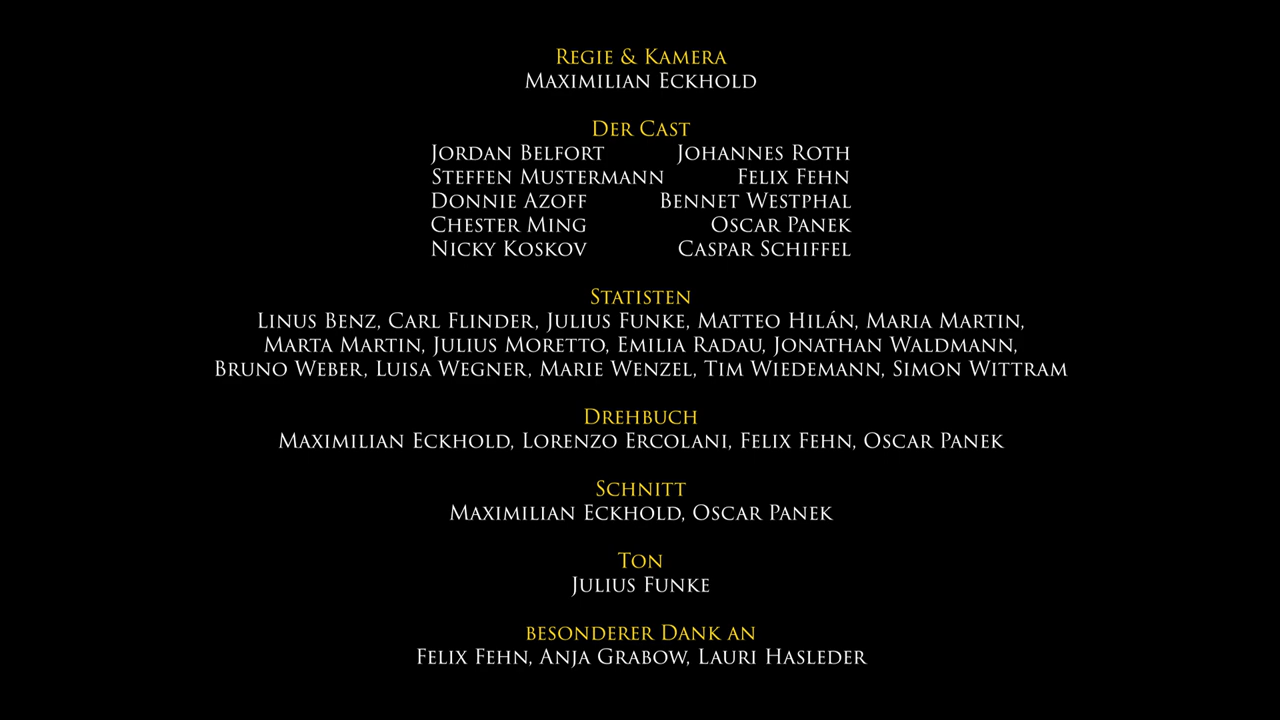 Regie & Kamera
Maximilian Eckhold
Der Cast
Jordan Belfort Johannes Roth
Steffen Mustermann Felix Fehn
Donnie Azoff Bennet Westphal
Chester Ming Oscar Panek
Nicky Koskov Caspar Schiffel
Statisten
Linus Benz, Carl Flinder, Julius Funke, Matteo Hilán, Maria Martin,
Marta Martin, Julius Moretto, Emilia Radau, Jonathan Waldmann,
Bruno Weber, Luisa Wegner, Marie Wenzel, Tim Wiedemann, Simon Wittram
Drehbuch
Maximilian Eckhold, Lorenzo Ercolani, Felix Fehn, Oscar Panek
Schnitt
Maximilian Eckhold, Oscar Panek
Ton
Julius Funke
besonderer Dank an
Felix Fehn, Anja Grabow, Lauri Hasleder